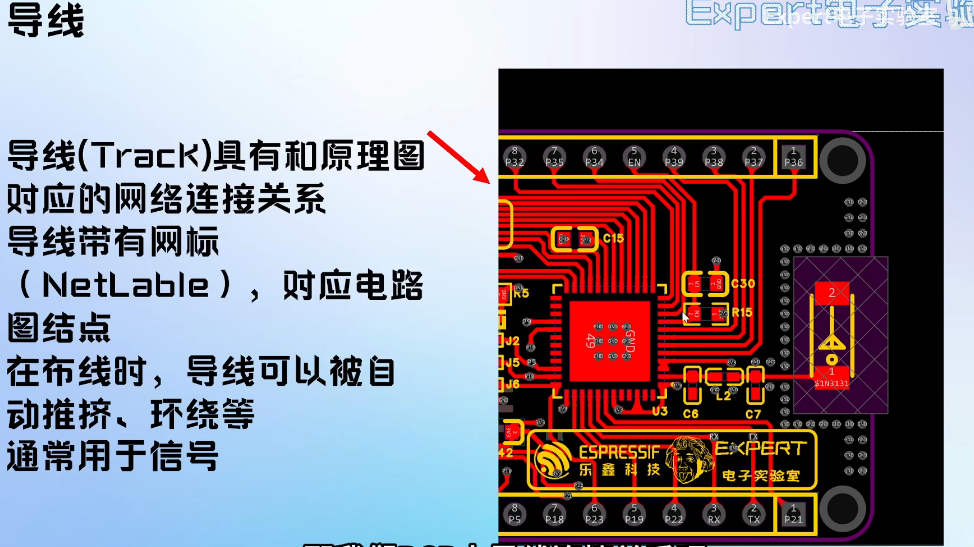 导线
Expert电子实验
导线(Track)具有和原理图
对应的网络连接关系
导线带有网标
（NetLable），对应电路
图结点
在布线时，导线可以被自
动推挤、环绕等
通常用于信号
8 7 6 5 4 3 2 1
P32 P35 P34 EN P39 P38 P37 P36
C15
C30
R5
R15
2
GND
49
J2
J5
J6
1
$1N3131
U3
C6
L2
C7
42
RX
TX
ESPRESSIF
乐鑫科技
EXPERT
电子实验室
8 7 6 5 4 3 2 1
P5 P18 P23 P19 P22 RX TX P21